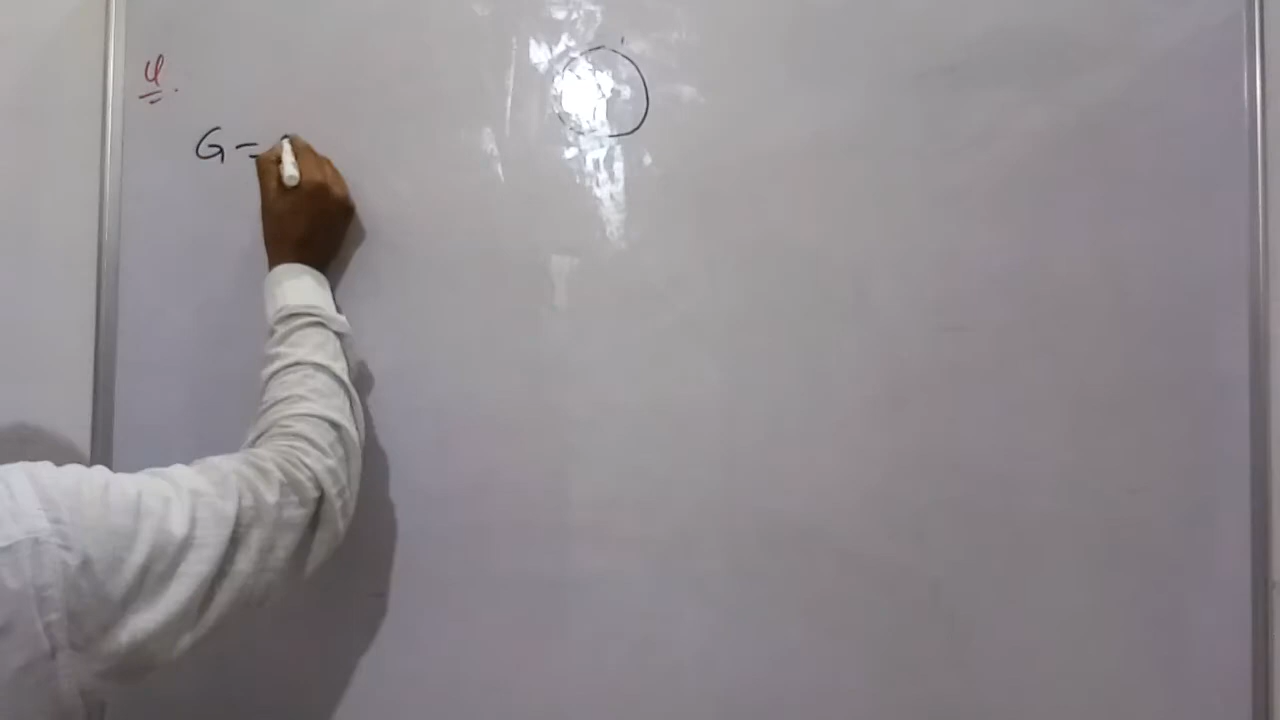 4.
G =